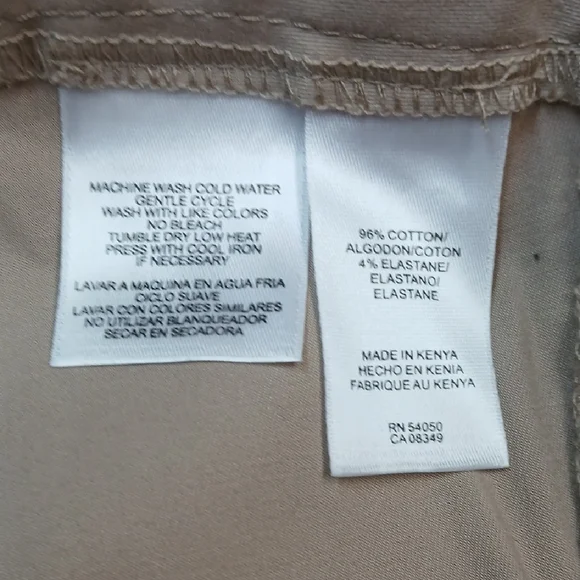 MACHINE WASH COLD WATER
GENTLE CYCLE
WASH WITH LIKE COLORS
NO BLEACH
TUMBLE DRY LOW HEAT
PRESS WITH COOL IRON
IF NECESSARY
LAVAR A MAQUINA EN AGUA FRIA
CICLO SUAVE
LAVAR CON COLORES SIMILARES
NO UTILIZAR BLANQUEADOR
SECAR EN SECADORA
96% COTTON/
ALGODON/COTON
4% ELASTANE/
ELASTANO/
ELASTANE
MADE IN KENYA
HECHO EN KENIA
FABRIQUE AU KENYA
RN 54050
CA 08349